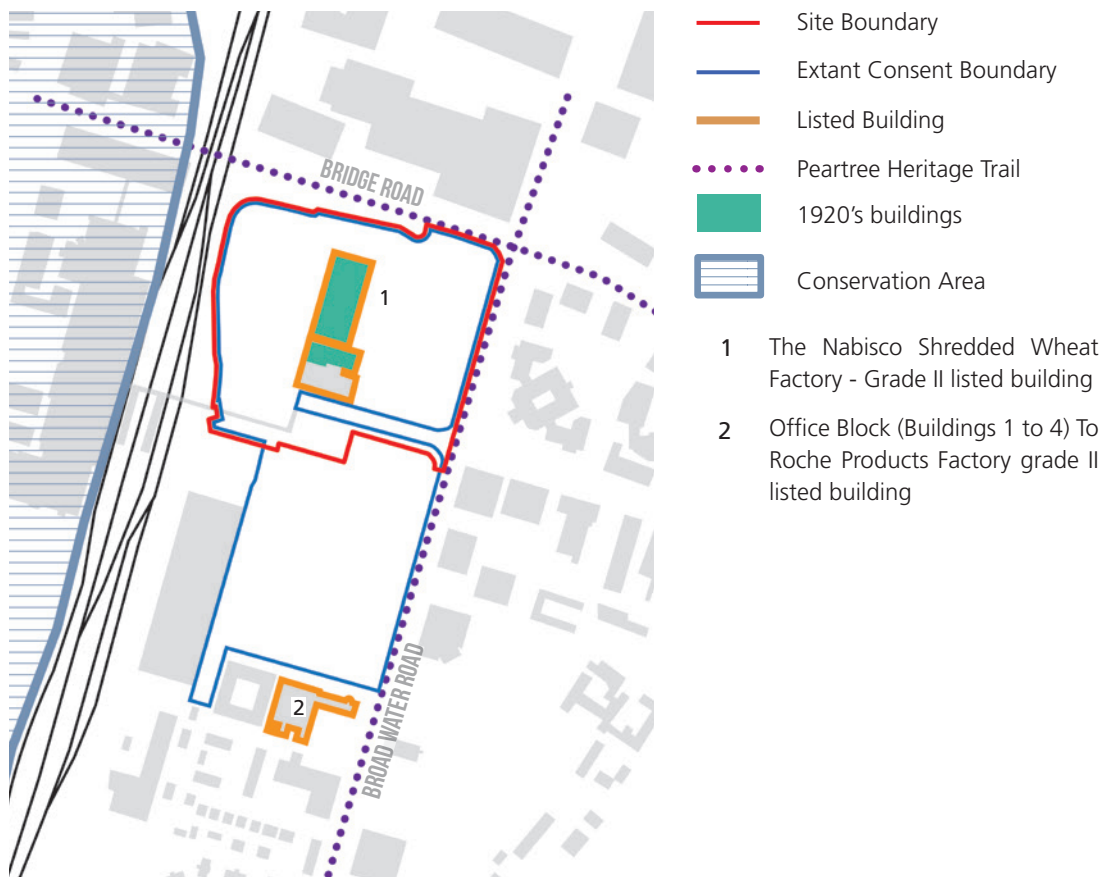 Site Boundary
Extant Consent Boundary
Listed Building
Peartree Heritage Trail
1920's buildings
Conservation Area
1 The Nabisco Shredded Wheat
Factory - Grade II listed building
2 Office Block (Buildings 1 to 4) To
Roche Products Factory grade II
listed building
BRIDGE ROAD
1
2
BROAD WATER ROAD